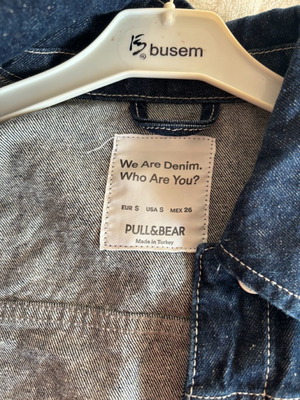 busem
We Are Denim.
Who Are You?
EUR S USA S MEX 26
PULL&BEAR
Made in Turkey